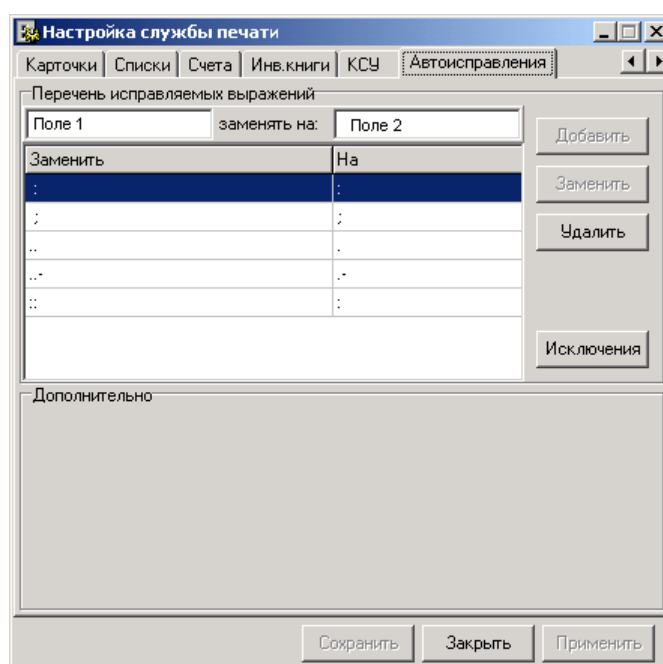 Настройка службы печати
Карточки Списки Счета Инв.книги КСУ Автоисправления
Перечень исправляемых выражений
Поле 1 заменять на: Поле 2
Добавить
Заменить На
: :
Заменить
; ;
Удалить
.. .
..- .-
:: :
Исключения
Дополнительно
Сохранить Закрыть Применить